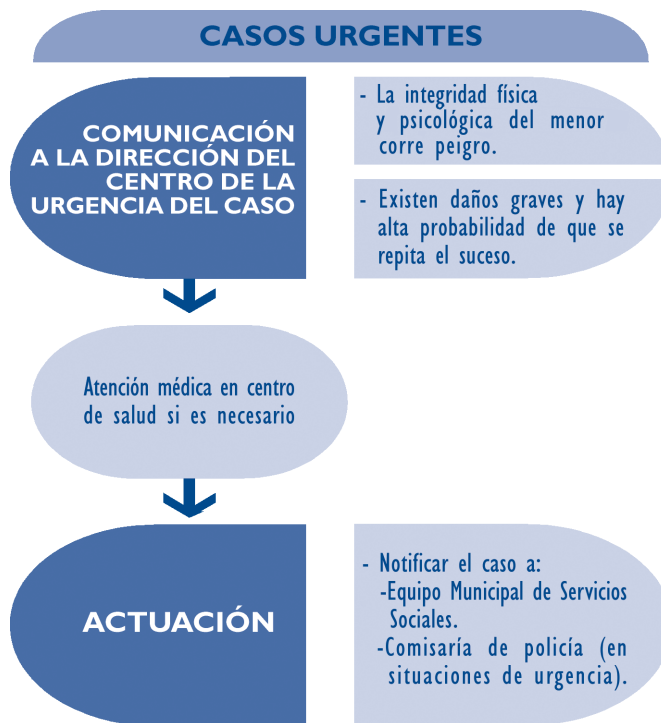 CASOS URGENTES
COMUNICACIÓN
A LA DIRECCIÓN DEL
CENTRO DE LA
URGENCIA DEL CASO
- La integridad física
y psicológica del menor
corre peigro.
- Existen daños graves y hay
alta probabilidad de que se
repita el suceso.
Atención médica en centro
de salud si es necesario
ACTUACIÓN
- Notificar el caso a:
-Equipo Municipal de Servicios
Sociales.
-Comisaría de policía (en
situaciones de urgencia).